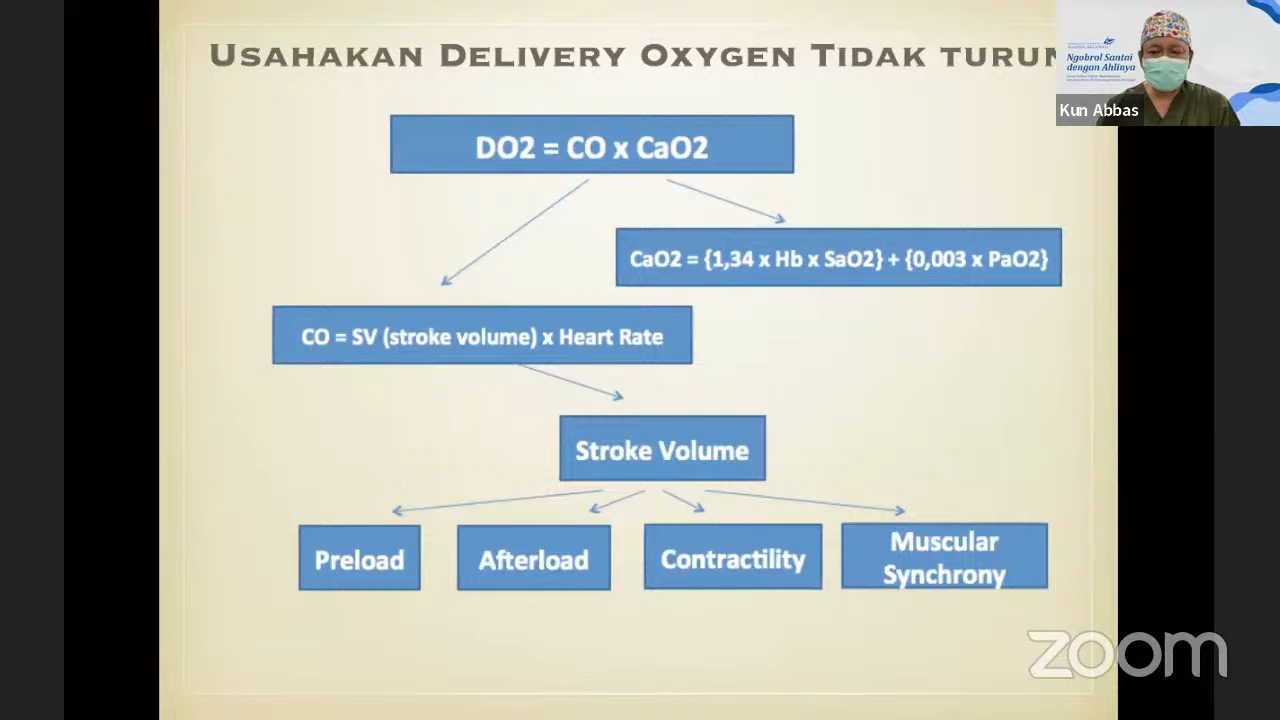 USAHAKAN DELIVERY OXYGEN TIDAK TURUN
Ngobrol Santai
dengan Ahlinya
Kun Abbas
DO2 = CO x CaO2
CaO2 = {1,34 x Hb x SaO2} + {0,003 x PaO2}
CO = SV (stroke volume) x Heart Rate
Stroke Volume
Preload
Afterload
Contractility
Muscular
Synchrony
zoom